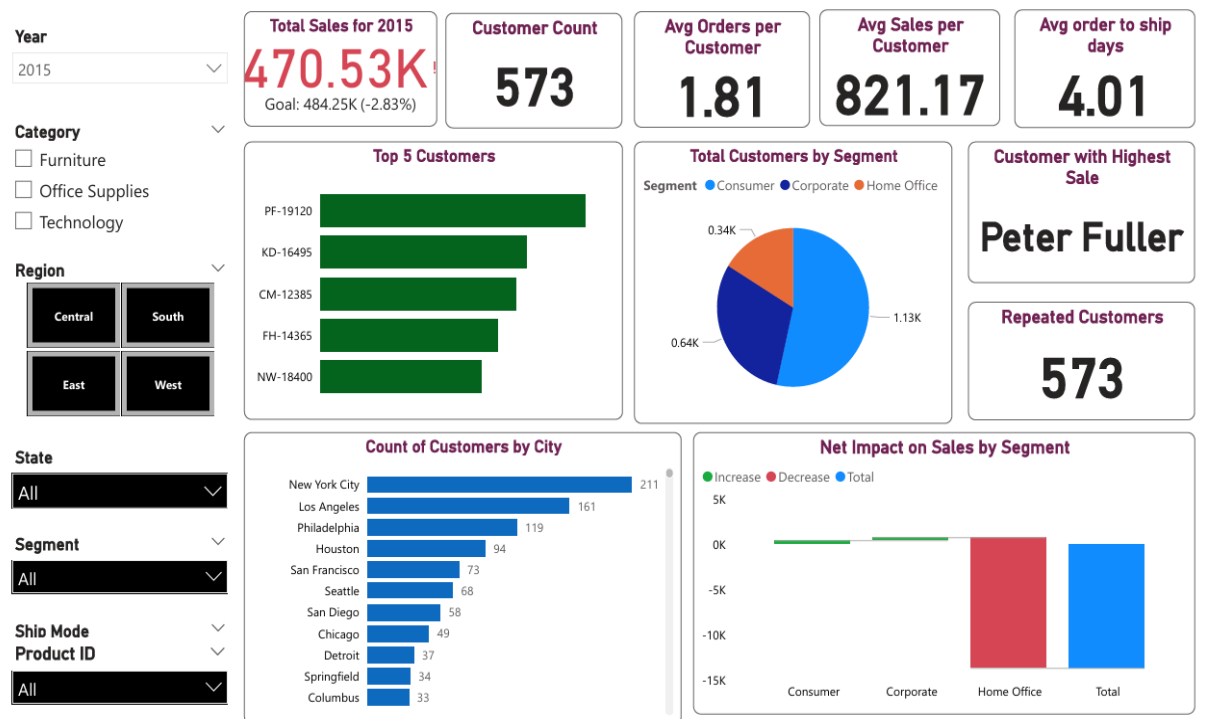 Year
2015
Category
Furniture
Office Supplies
Technology
Region
Central
South
East
West
State
All
Segment
All
Ship Mode
Product ID
All
Total Sales for 2015
470.53K!
Goal: 484.25K (-2.83%)
Customer Count
573
Avg Orders per
Customer
1.81
Avg Sales per
Customer
821.17
Avg order to ship
days
4.01
Top 5 Customers
PF-19120
KD-16495
CM-12385
FH-14365
NW-18400
Total Customers by Segment
Segment Consumer Corporate Home Office
0.34K
1.13K
0.64K
Customer with Highest
Sale
Peter Fuller
Repeated Customers
573
Count of Customers by City
New York City 211
Los Angeles 161
Philadelphia 119
Houston 94
San Francisco 73
Seattle 68
San Diego 58
Chicago 49
Detroit 37
Springfield 34
Columbus 33
Net Impact on Sales by Segment
Increase Decrease Total
5K
0K
-5K
-10K
-15K
Consumer Corporate Home Office Total